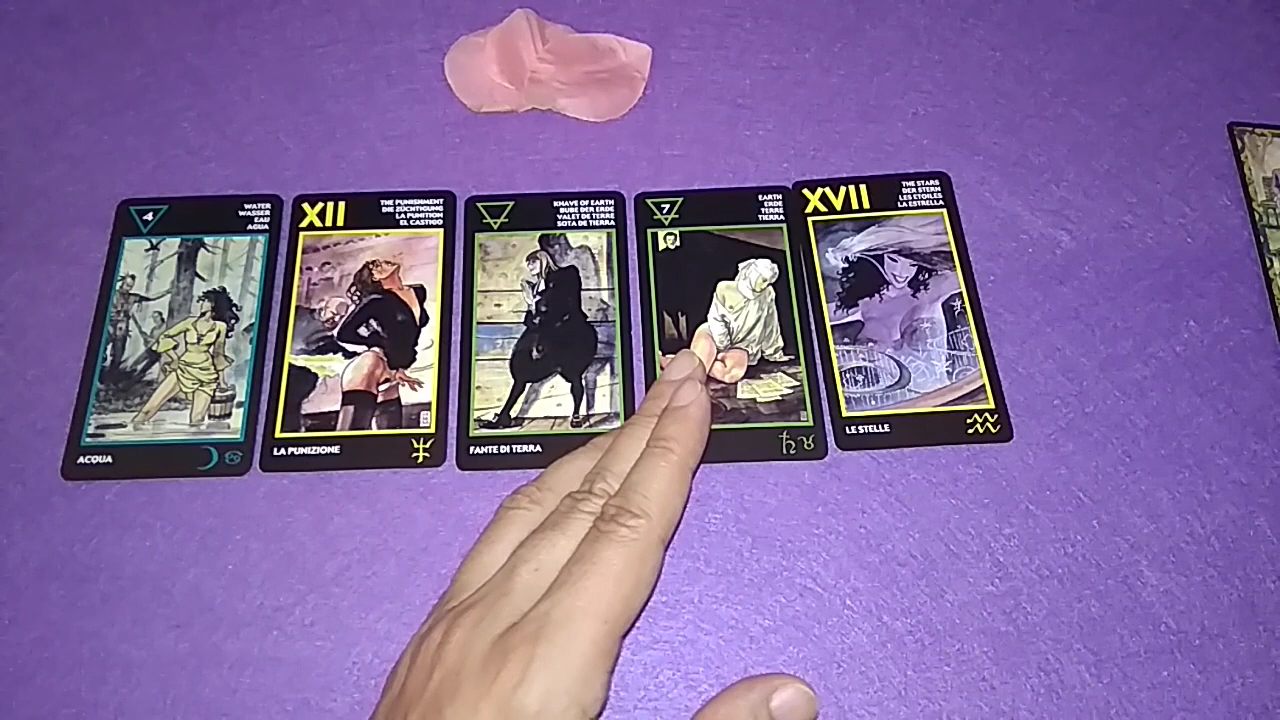 4
WATER
WASSER
EAU
AGUA
ACQUA
XII
THE PUNISHMENT
DIE ZÜCHTIGUNG
LA PUNITION
EL CASTIGO
LA PUNIZIONE
KNAVE OF EARTH
BUBE DER ERDE
VALET DE TERRE
SOTA DE TIERRA
FANTE DI TERRA
7
EARTH
ERDE
TERRE
TIERRA
XVII
THE STARS
DER STERN
LES ETOILES
LA ESTRELLA
LE STELLE